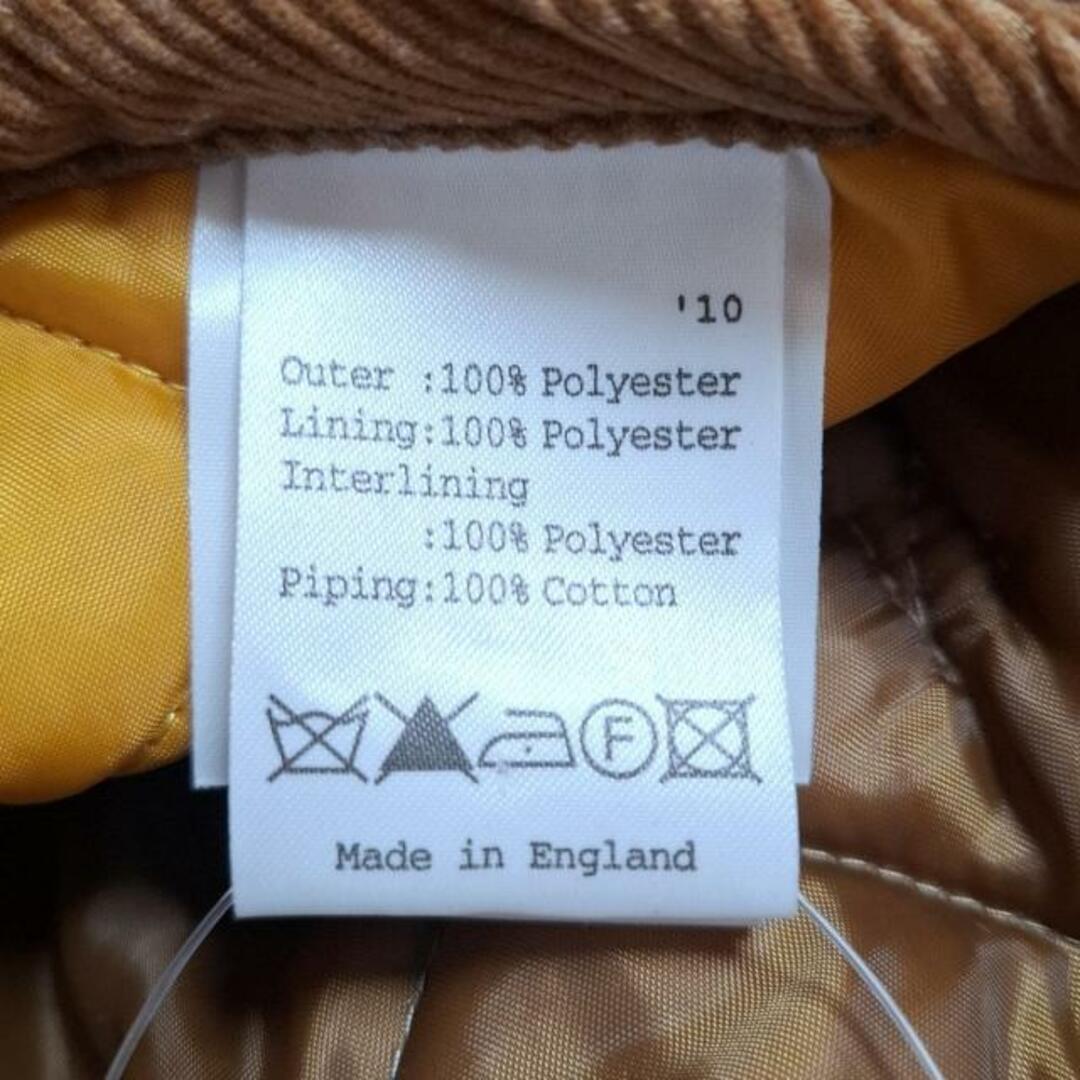 '10
Outer :100% Polyester
Lining:100% Polyester
Interlining
:100% Polyester
Piping:100% Cotton
F
Made in England